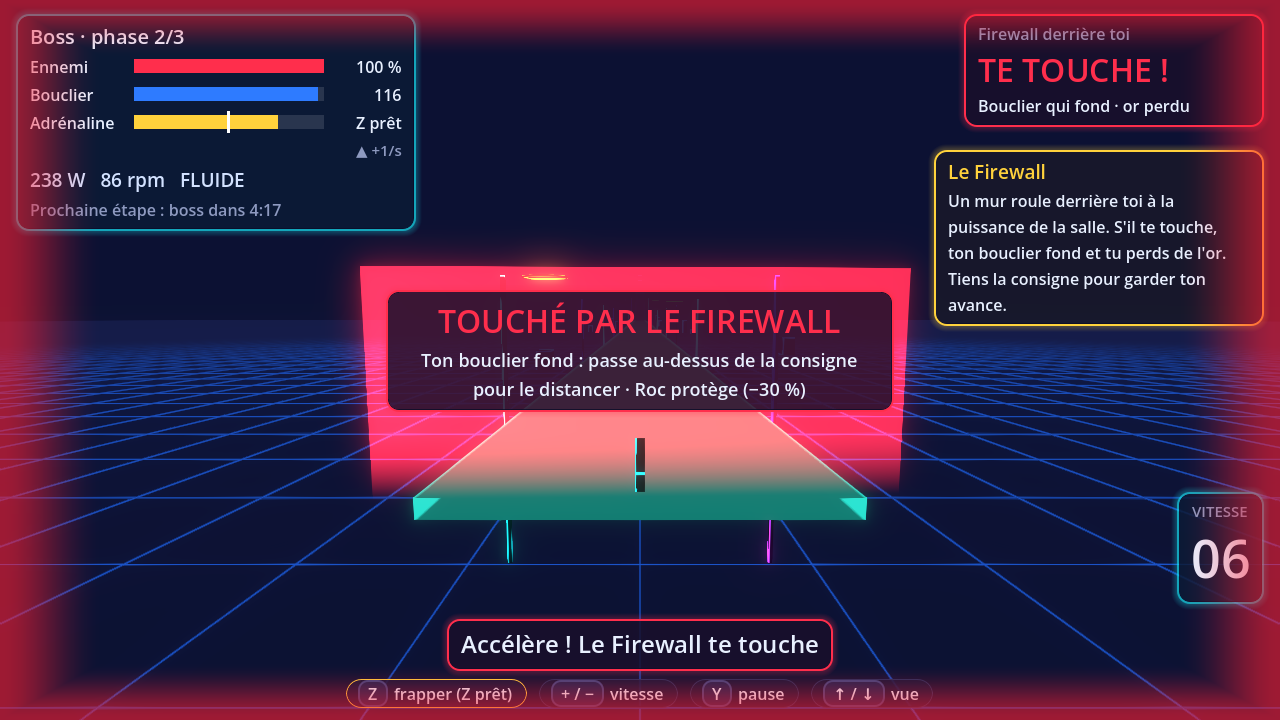 Boss · phase 2/3
Ennemi 100 %
Bouclier 116
Adrénaline Z prêt
▲ +1/s
238 W 86 rpm FLUIDE
Prochaine étape : boss dans 4:17
Firewall derrière toi
TE TOUCHE !
Bouclier qui fond · or perdu
Le Firewall
Un mur roule derrière toi à la
puissance de la salle. S'il te touche,
ton bouclier fond et tu perds de l'or.
Tiens la consigne pour garder ton
avance.
TOUCHÉ PAR LE FIREWALL
Ton bouclier fond : passe au-dessus de la consigne
pour le distancer · Roc protège (−30 %)
VITESSE
06
Accélère ! Le Firewall te touche
Z frapper (Z prêt) + / − vitesse Y pause ↑ / ↓ vue